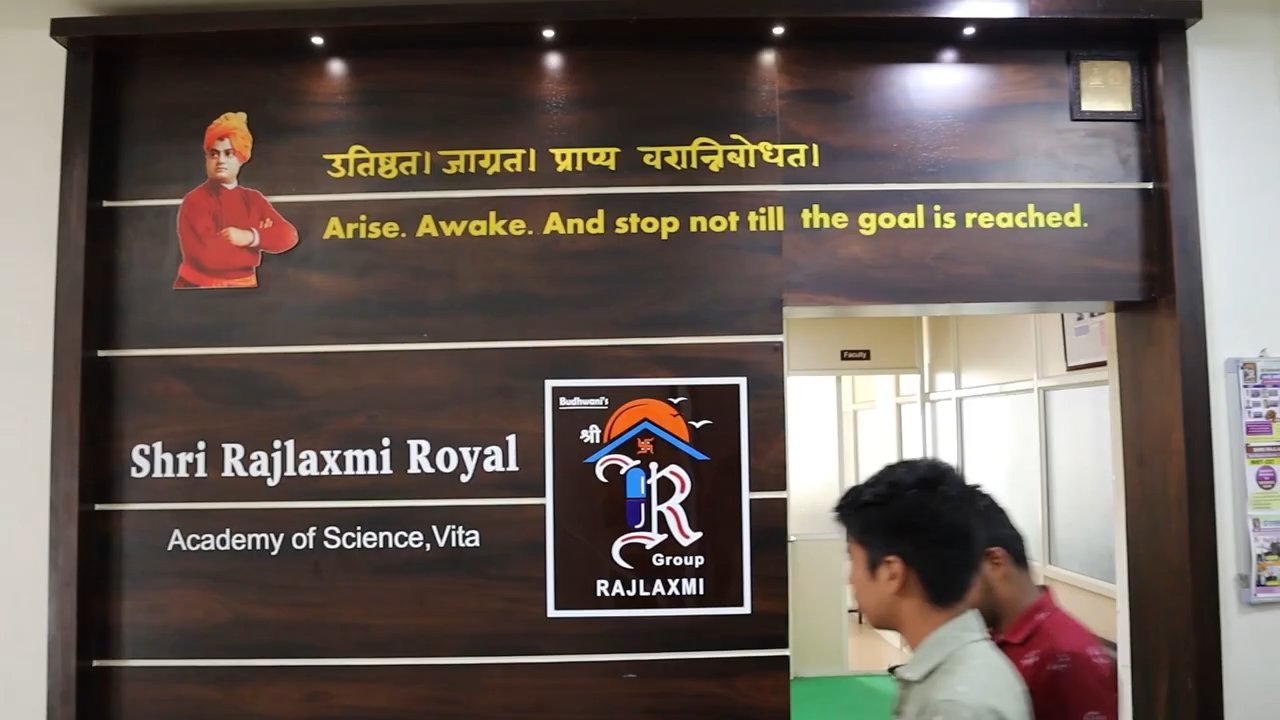 उतिष्ठत। जाग्रत। प्राप्य वरान्निबोधत।
Arise. Awake. And stop not till the goal is reached.
Faculty
Budhwani's
श्री
R
Group
RAJLAXMI
Shri Rajlaxmi Royal
Academy of Science,Vita